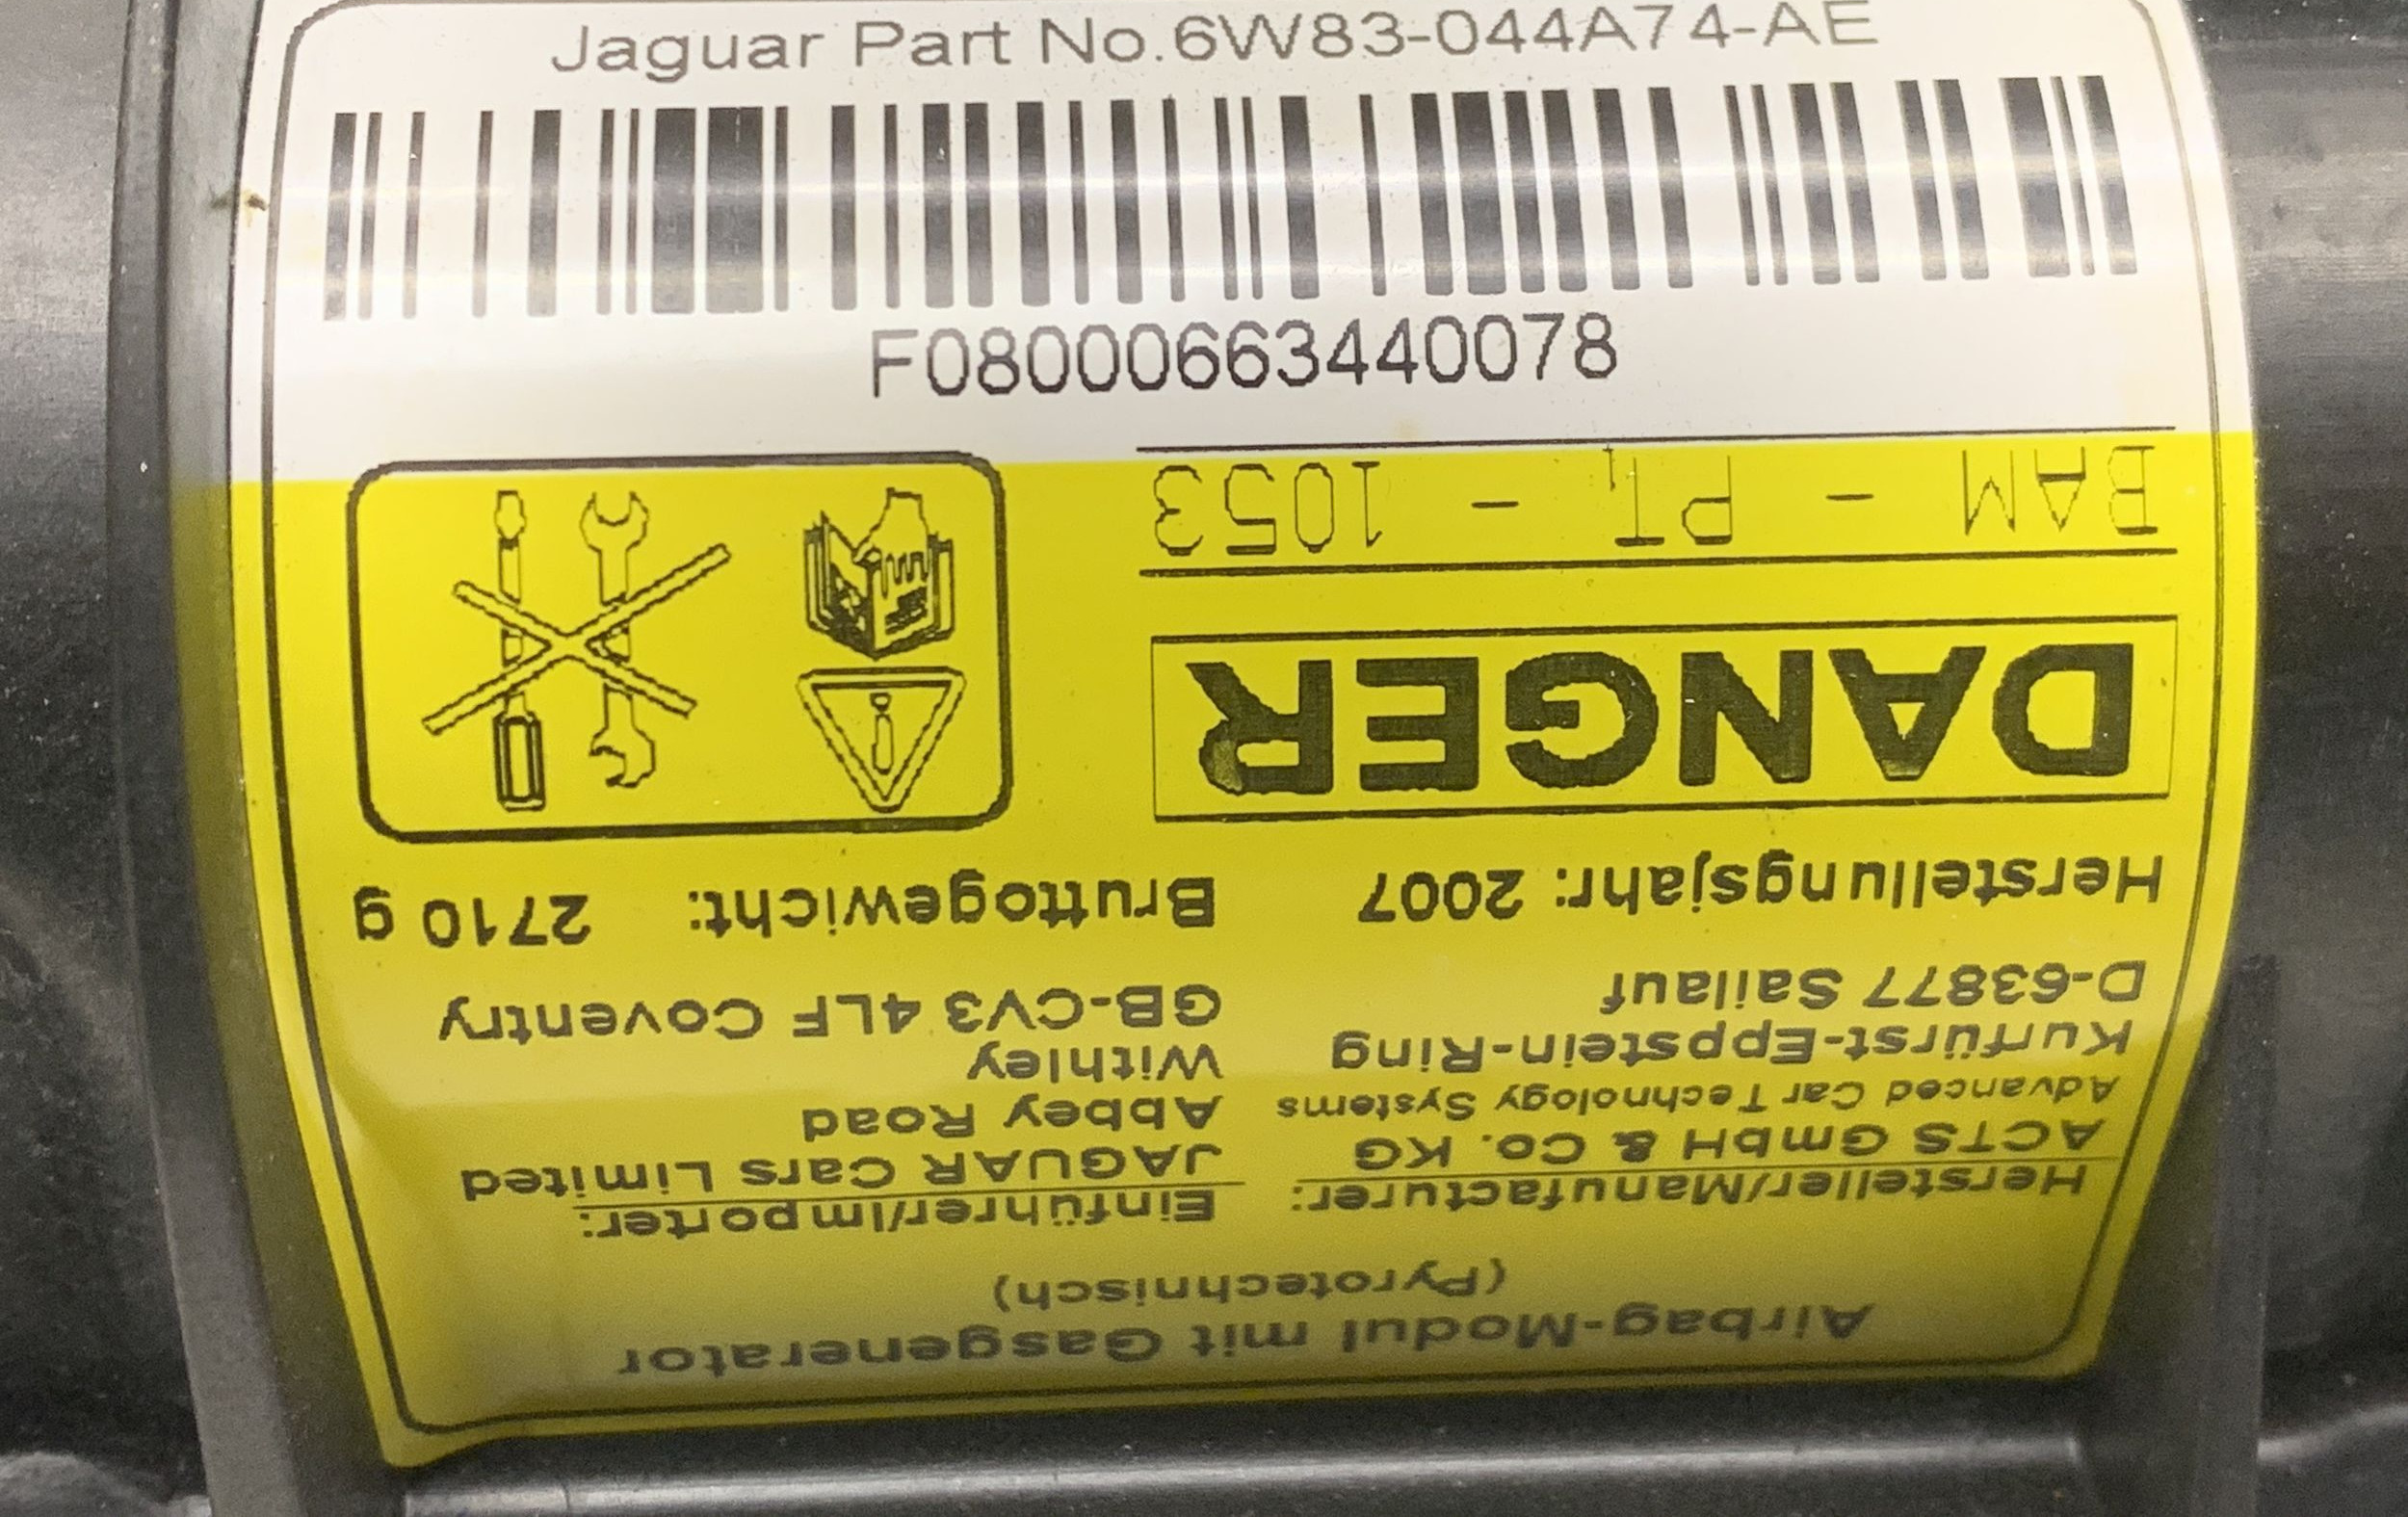 Jaguar Part No.6W83-044A74-AE
F08000663440078
Airbag-Modul mit Gasgenerator
(Pyrotechnisch)
Hersteller/Manufacturer:
ACTS GmbH & Co. KG
Advanced Car Technology Systems
Kurfürst-Eppstein-Ring
D-63877 Sailauf
Einführer/Importer:
JAGUAR Cars Limited
Abbey Road
Withley
GB-CV3 4LF Coventry
Herstellungsjahr: 2007
Bruttogewicht: 2710 g
DANGER
BAM - PT1 - 1053